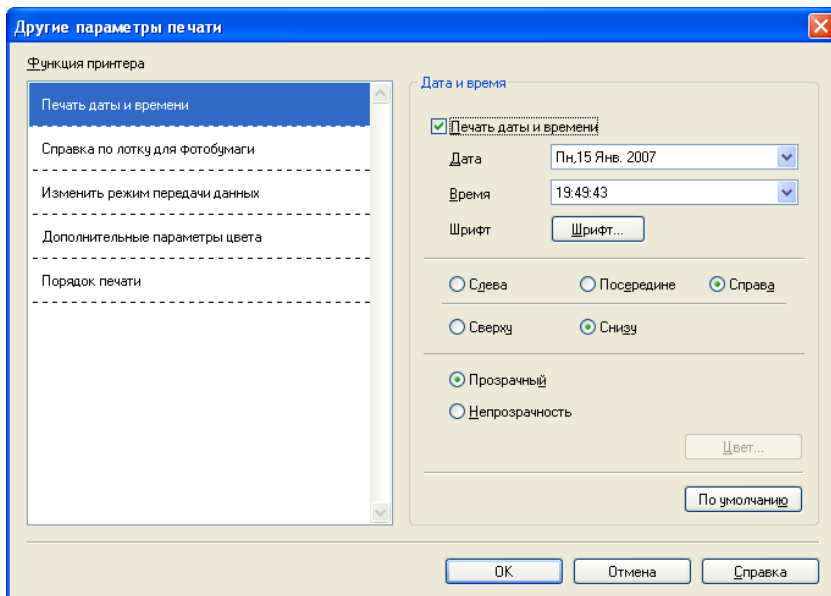 Другие параметры печати
Функция принтера
Печать даты и времени
Справка по лотку для фотобумаги
Изменить режим передачи данных
Дополнительные параметры цвета
Порядок печати
Дата и время
Печать даты и времени
Дата Пн,15 Янв. 2007
Время 19:49:43
Шрифт Шрифт...
Слева Посередине Справа
Сверху Снизу
Прозрачный
Непрозрачность
Цвет...
По умолчанию
OK Отмена Справка